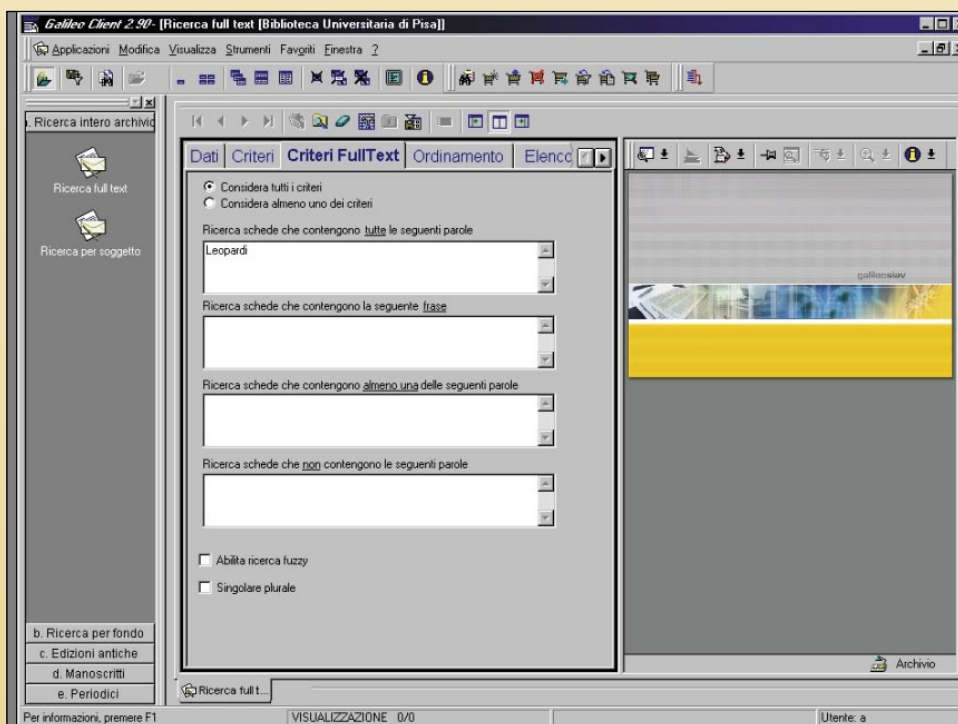 Galileo Client 2.90 - [Ricerca full text [Biblioteca Universitaria di Pisa]]
Applicazioni Modifica Visualizza Strumenti Favoriti Finestra ?
. Ricerca intero archivio
Ricerca full text
Ricerca per soggetto
b. Ricerca per fondo
c. Edizioni antiche
d. Manoscritti
e. Periodici
Dati Criteri Criteri FullText Ordinamento Elenco
Considera tutti i criteri
Considera almeno uno dei criteri
Ricerca schede che contengono tutte le seguenti parole
Leopardi
Ricerca schede che contengono la seguente frase
Ricerca schede che contengono almeno una delle seguenti parole
Ricerca schede che non contengono le seguenti parole
Abilita ricerca fuzzy
Singolare plurale
galileosiav
Archivio
Ricerca full t...
Per informazioni, premere F1 VISUALIZZAZIONE 0/0 Utente: a